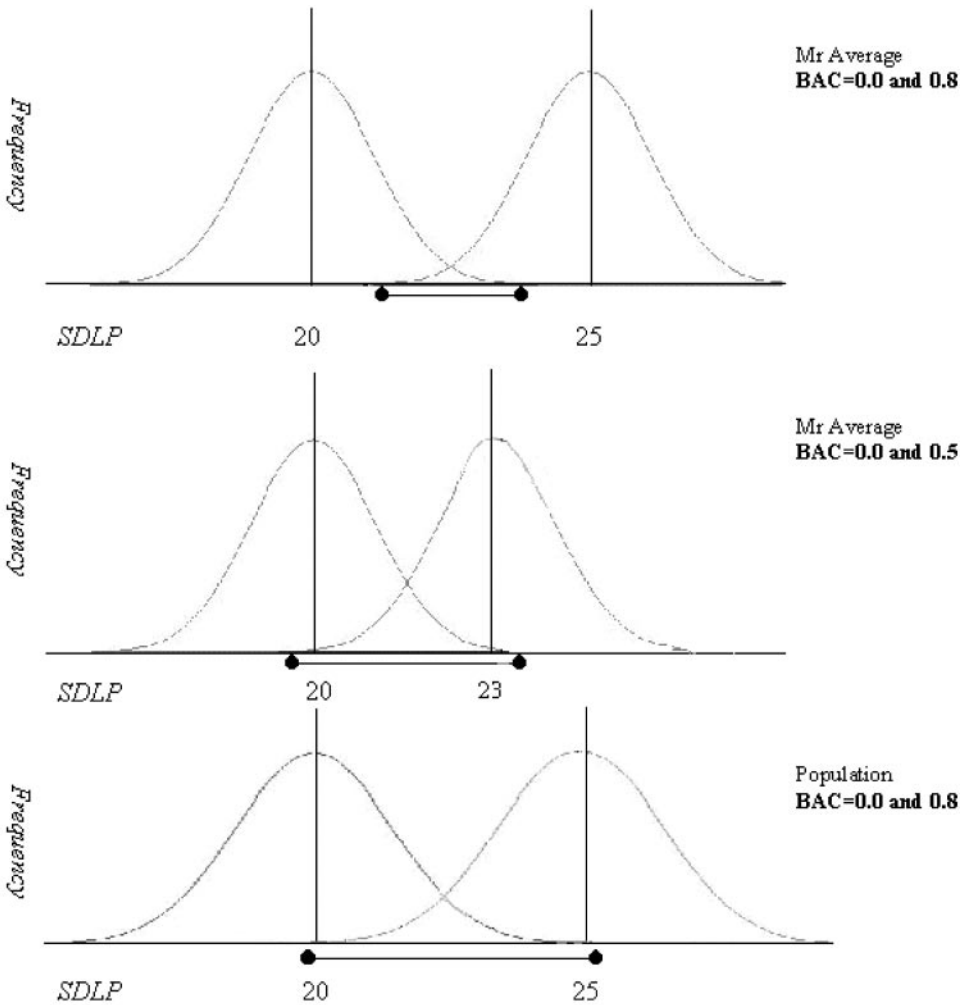 Mr Average
BAC=0.0 and 0.8
Frequency
SDLP 20 25
Mr Average
BAC=0.0 and 0.5
Frequency
SDLP 20 23
Population
BAC=0.0 and 0.8
Frequency
SDLP 20 25